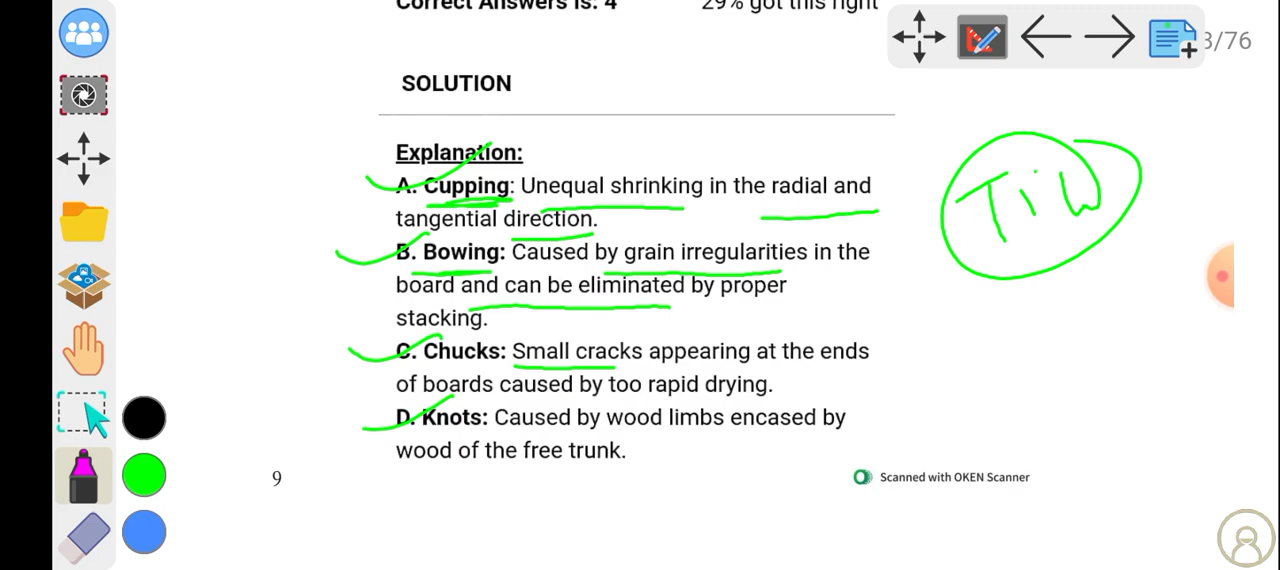 Correct Answers is: 4 29% got this right
3/76
SOLUTION
Explanation:
A. Cupping: Unequal shrinking in the radial and
tangential direction.
B. Bowing: Caused by grain irregularities in the
board and can be eliminated by proper
stacking.
C. Chucks: Small cracks appearing at the ends
of boards caused by too rapid drying.
D. Knots: Caused by wood limbs encased by
wood of the free trunk.
9
Scanned with OKEN Scanner